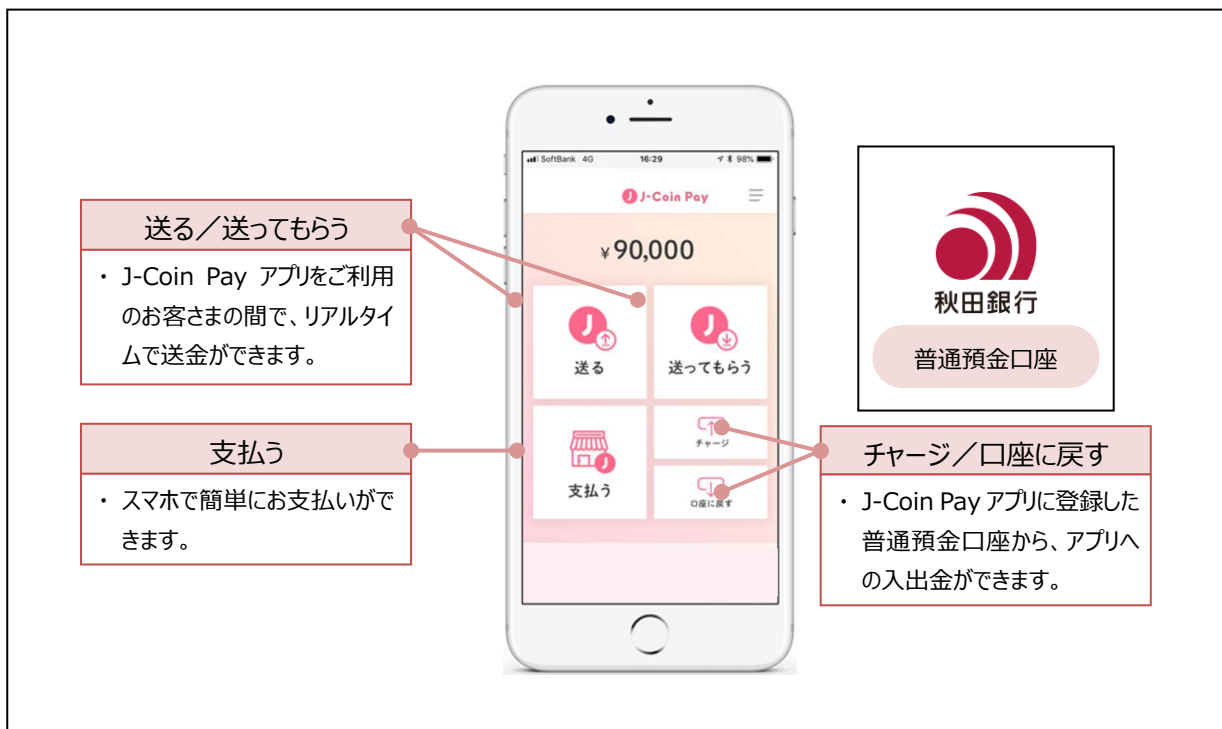 送る／送ってもらう
・ J-Coin Pay アプリをご利用
のお客さまの間で、リアルタイ
ムで送金ができます。
支払う
・ スマホで簡単にお支払いがで
きます。
SoftBank 4G 16:29 98%
J J-Coin Pay
¥90,000
J J
送る 送ってもらう
チャージ
J
支払う
口座に戻す
秋田銀行
普通預金口座
チャージ／口座に戻す
・ J-Coin Pay アプリに登録した
普通預金口座から、アプリへ
の入出金ができます。